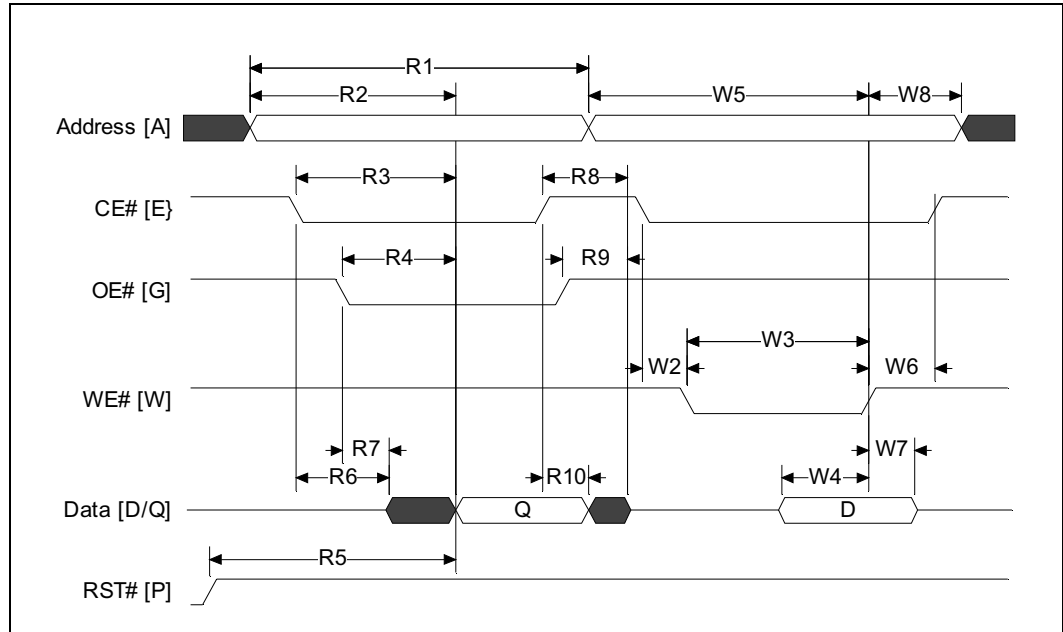 R1
R2
W5
W8
Address [A]
R3
R8
CE# [E}
R4
R9
OE# [G]
W3
W2
W6
WE# [W]
R7
W7
R6
R10
W4
Data [D/Q]
Q
D
R5
RST# [P]